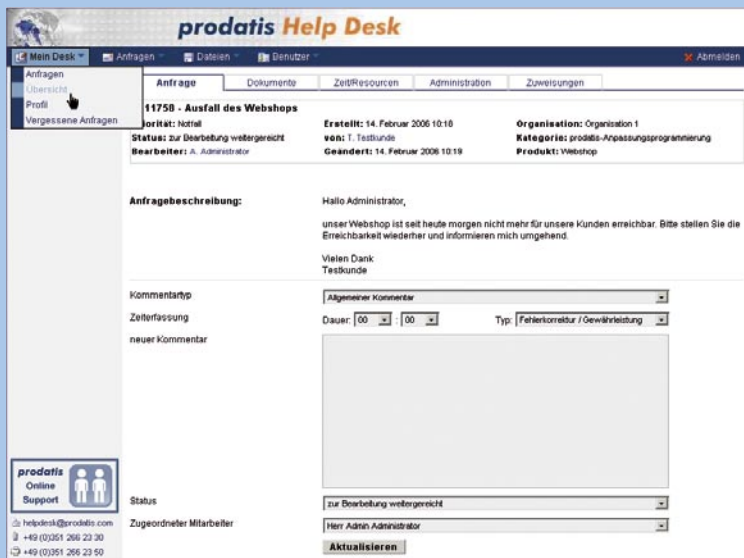 prodatis Help Desk
Mein Desk Anfragen Dateien Benutzer Abmelden
Anfragen
Übersicht
Profil
Vergessene Anfragen
Anfrage Dokumente Zeit/Resourcen Administration Zuweisungen
11758 - Ausfall des Webshops
Notfall Erstellt: 14. Februar 2006 10:18 Organisation: Organisation 1
Status: zur Bearbeitung weitergereicht von: T. Testkunde Kategorie: prodatis-Anpassungsprogrammierung
Bearbeiter: A. Administrator Geändert: 14. Februar 2006 10:19 Produkt: Webshop
Anfragebeschreibung: Hallo Administrator,
unser Webshop ist seit heute morgen nicht mehr für unsere Kunden erreichbar. Bitte stellen Sie die
Erreichbarkeit wiederher und informieren mich umgehend.
Vielen Dank
Testkunde
Kommentartyp Allgemeiner Kommentar
Zeiterfassung Dauer: 00 : 00 Typ: Fehlerkorrektur / Gewährleistung
neuer Kommentar
Status zur Bearbeitung weitergereicht
Zugeordneter Mitarbeiter Herr Admin Administrator
Aktualisieren
prodatis
Online
Support
helpdesk@prodatis.com
+49 (0)351 266 23 30
+49 (0)351 266 23 50